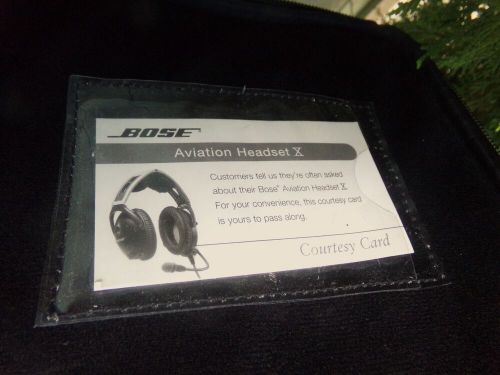 BOSE
Aviation Headset X
Customers tell us they're often asked
about their Bose® Aviation Headset X.
For your convenience, this courtesy card
is yours to pass along.
Courtesy Card